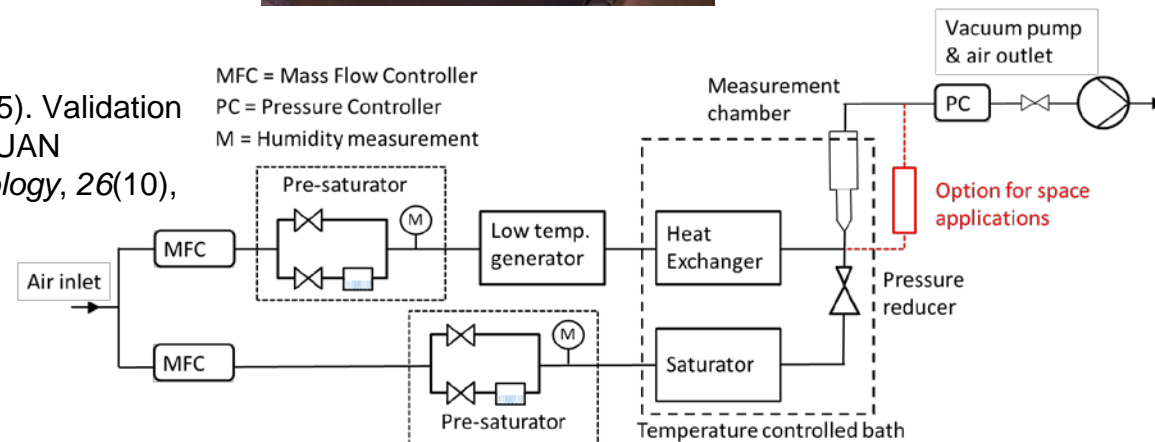 5). Validation
UAN
ology, 26(10),
MFC = Mass Flow Controller
PC = Pressure Controller
M = Humidity measurement
Vacuum pump
& air outlet
Measurement
chamber
PC
Pre-saturator
M
Option for space
applications
MFC
Low temp.
generator
Heat
Exchanger
Air inlet
Pressure
reducer
M
MFC
Saturator
Pre-saturator
Temperature controlled bath